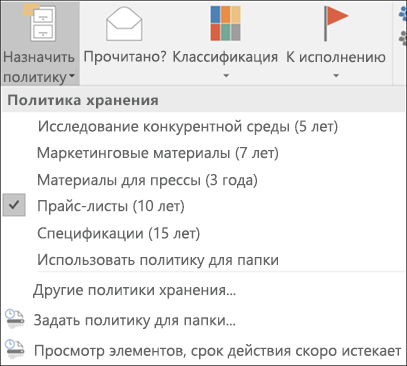 Назначить политику
Прочитано?
Классификация
К исполнению
Политика хранения
Исследование конкурентной среды (5 лет)
Маркетинговые материалы (7 лет)
Материалы для прессы (3 года)
Прайс-листы (10 лет)
Спецификации (15 лет)
Использовать политику для папки
Другие политики хранения...
Задать политику для папки...
Просмотр элементов, срок действия скоро истекает